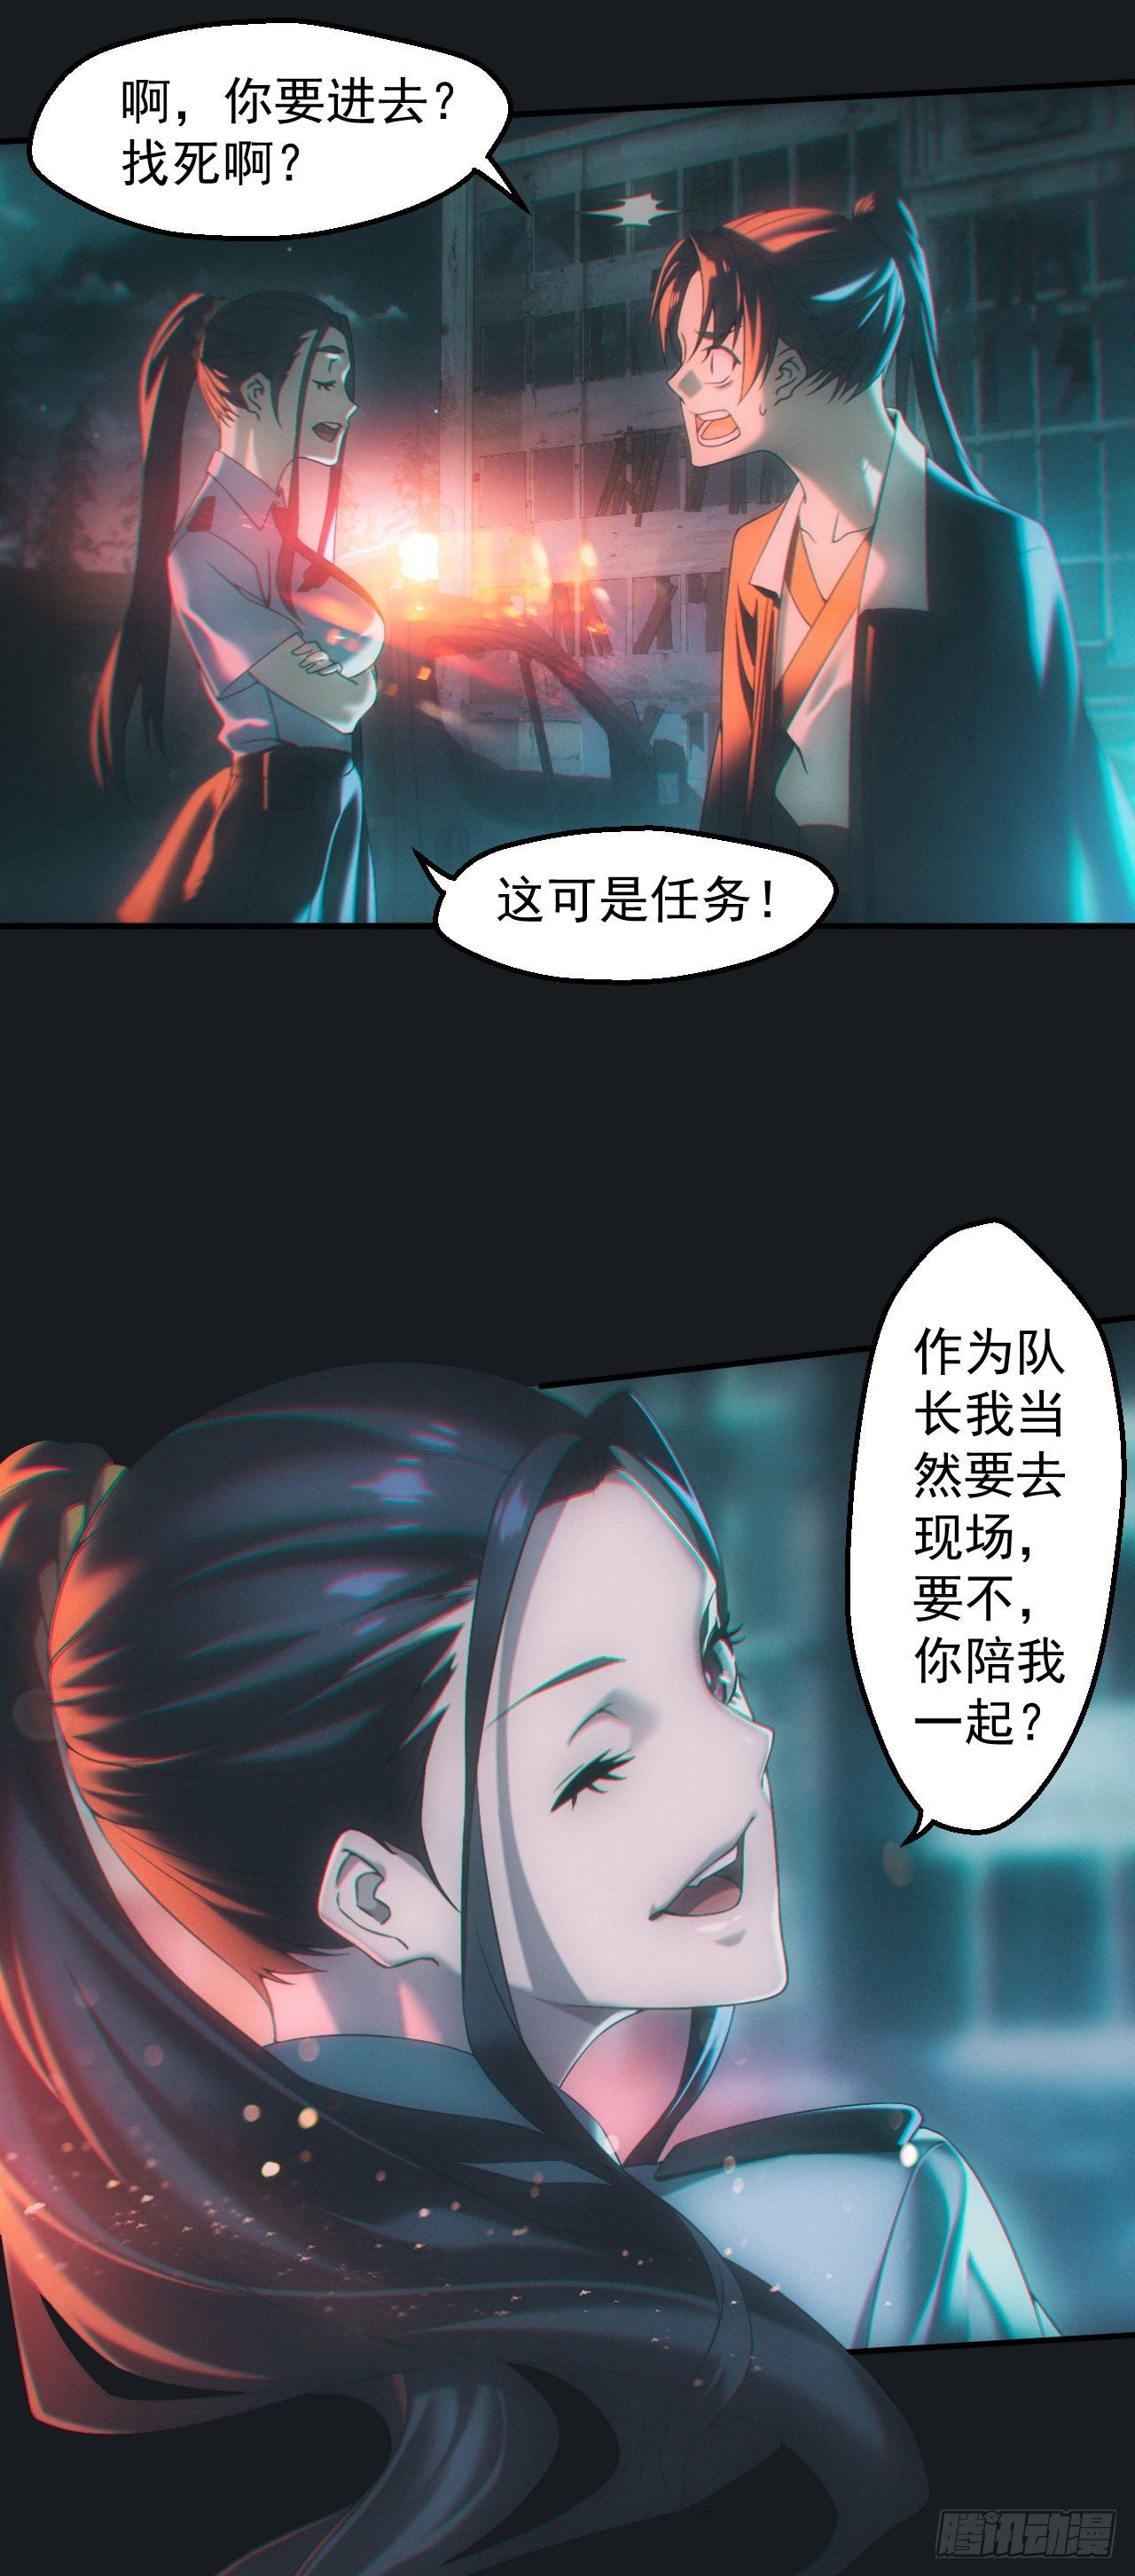 啊，你要进去？
找死啊？
这可是任务！
作为队
长我当
然要去
现场，
要不，
你陪我
一起？
腾讯动漫